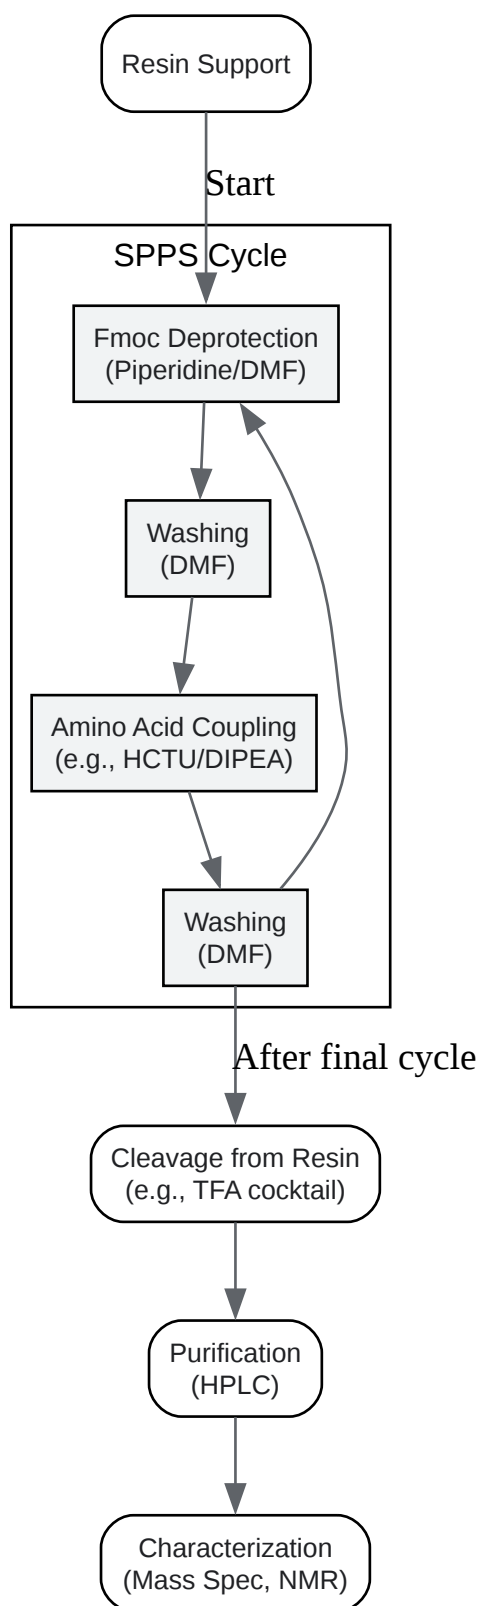 Resin Support
Start
SPPS Cycle
Fmoc Deprotection
(Piperidine/DMF)
Washing
(DMF)
Amino Acid Coupling
(e.g., HCTU/DIPEA)
Washing
(DMF)
After final cycle
Cleavage from Resin
(e.g., TFA cocktail)
Purification
(HPLC)
Characterization
(Mass Spec, NMR)